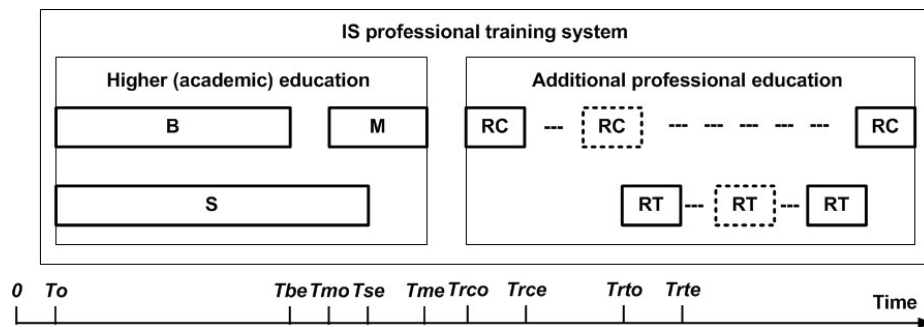 IS professional training system
Higher (academic) education
Additional professional education
B
M
RC
RC
RC
S
RT
RT
RT
0 To Tbe Tmo Tse Tme Trco Trce Trto Trte Time